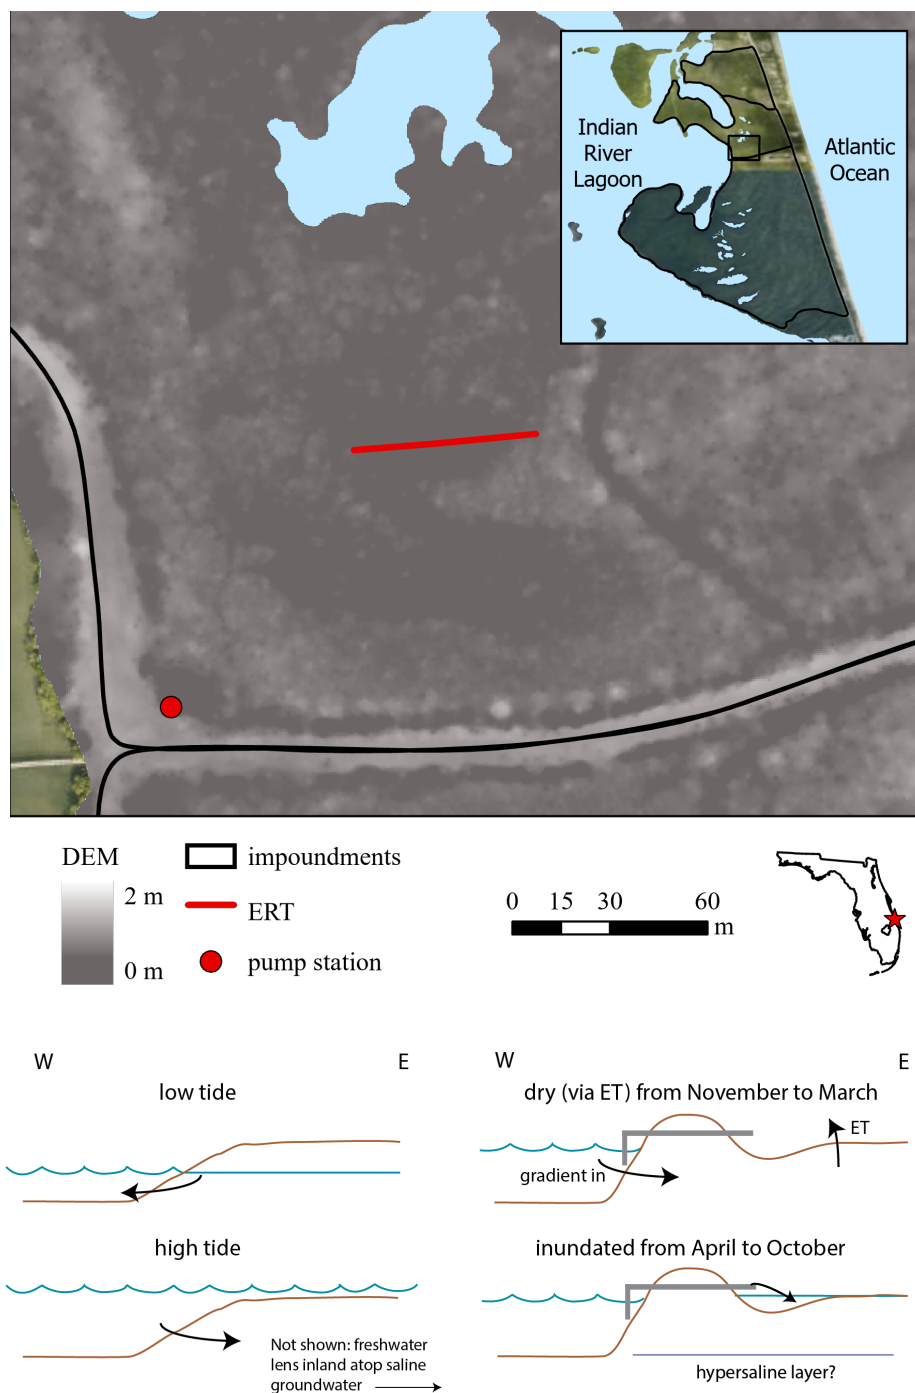 Indian
River
Lagoon
Atlantic
Ocean
DEM
2 m
0 m
impoundments
ERT
pump station
0 15 30 60
m
W E
low tide
high tide
Not shown: freshwater
lens inland atop saline
groundwater
W E
dry (via ET) from November to March
ET
gradient in
inundated from April to October
hypersaline layer?